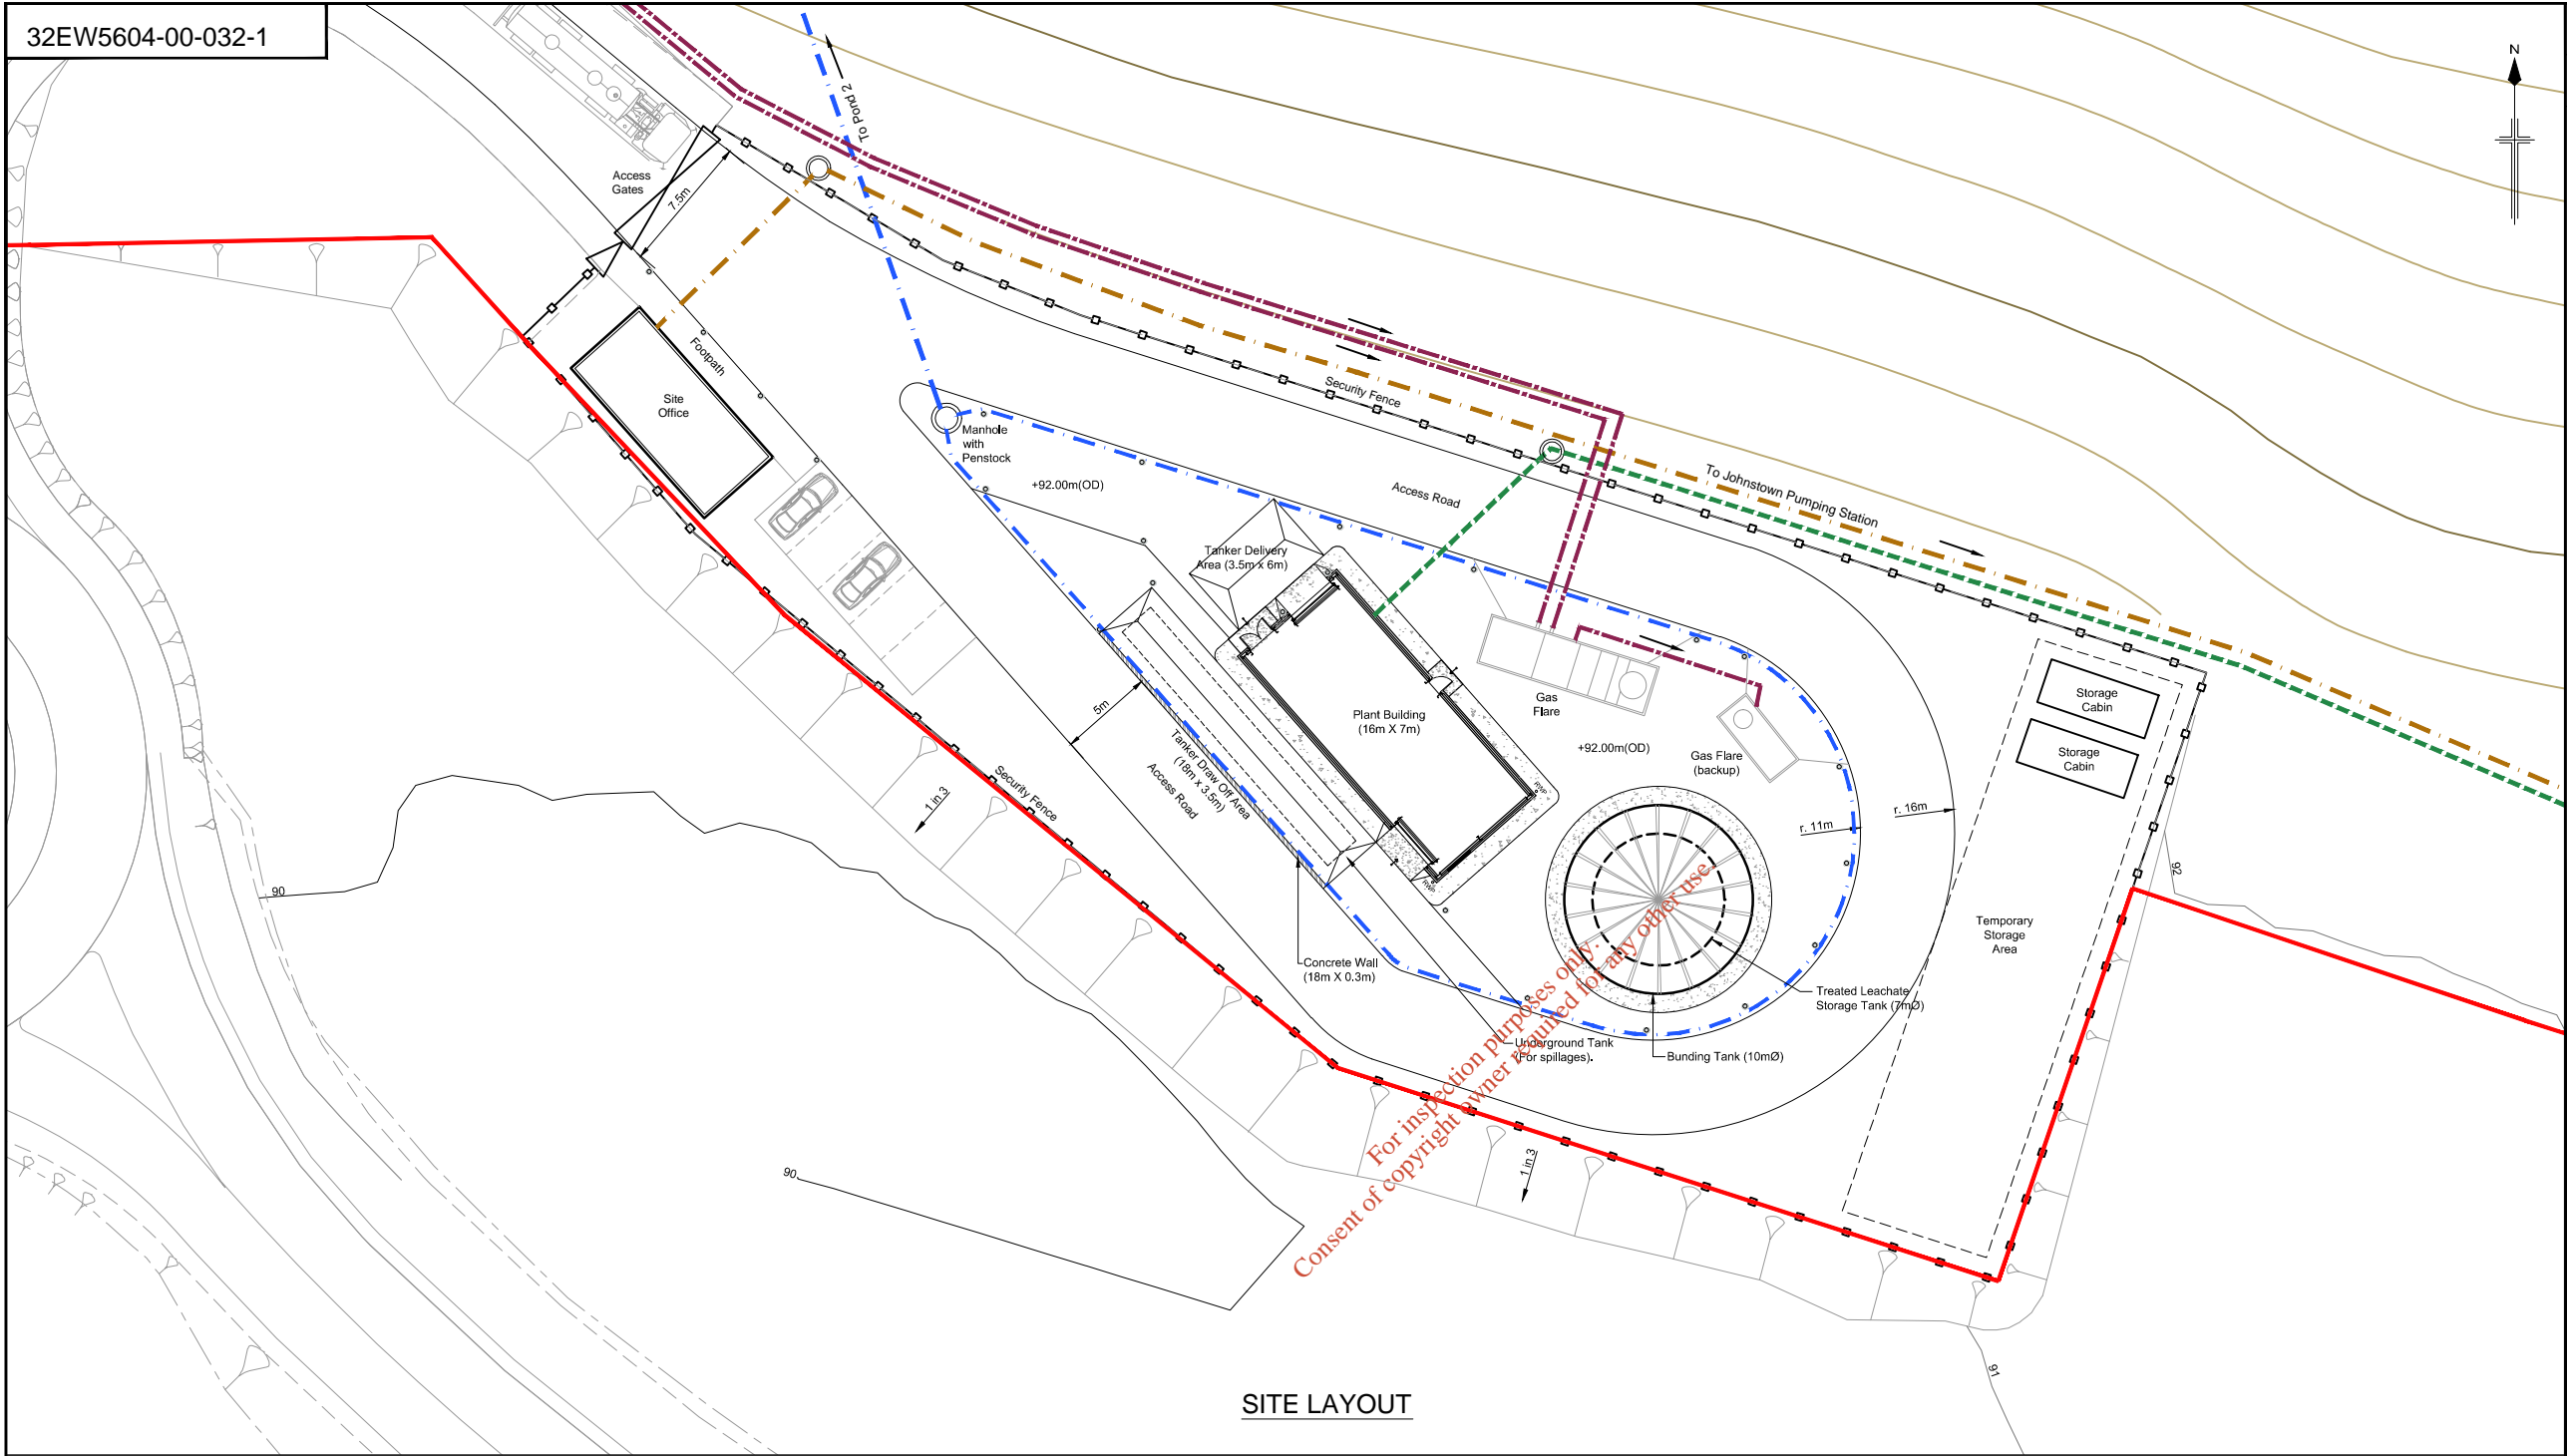 32EW5604-00-032-1
N
To Pond 2
Access
Gates
7.5m
Footpath
Site
Office
Security Fence
Manhole
with
Penstock
+92.00m(OD)
Access Road
To Johnstown Pumping Station
Tanker Delivery
Area (3.5m x 6m)
Plant Building
(16m X 7m)
Gas
Flare
+92.00m(OD)
Gas Flare
(backup)
Storage
Cabin
Storage
Cabin
5m
Tanker Draw Off Area
(18m x 3.5m)
Access Road
Security Fence
1 in 3
RWP
RWP
r. 11m
r. 16m
90
92
Temporary
Storage
Area
Concrete Wall
(18m X 0.3m)
Treated Leachate
Storage Tank (7mØ)
Underground Tank
(For spillages).
Bunding Tank (10mØ)
For inspection purposes only.
Consent of copyright owner required for any other use.
1 in 3
90
91
SITE LAYOUT